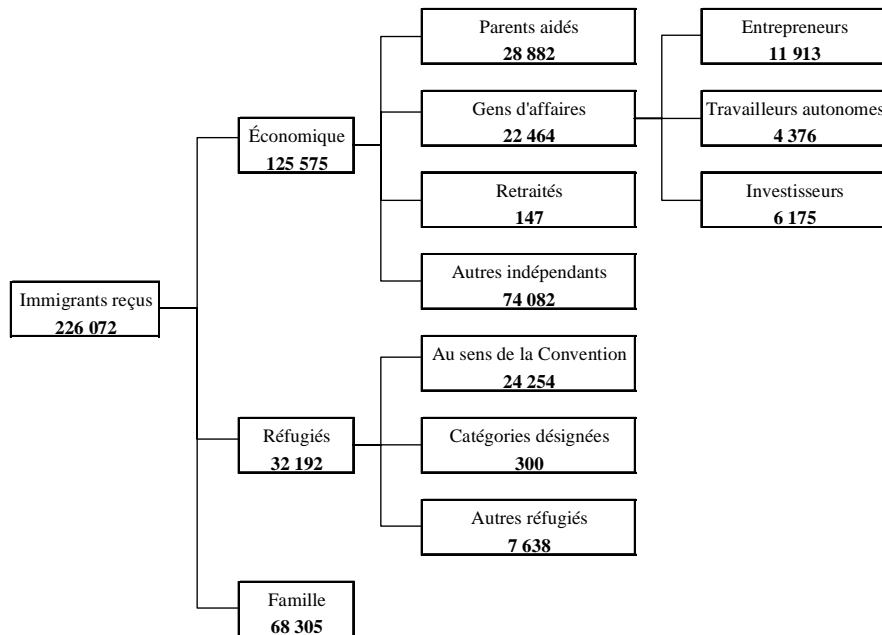 Parents aidés
28 882
Entrepreneurs
11 913
Gens d'affaires
22 464
Travailleurs autonomes
4 376
Économique
125 575
Retraités
147
Investisseurs
6 175
Autres indépendants
74 082
Immigrants reçus
226 072
Au sens de la Convention
24 254
Réfugiés
32 192
Catégories désignées
300
Autres réfugiés
7 638
Famille
68 305